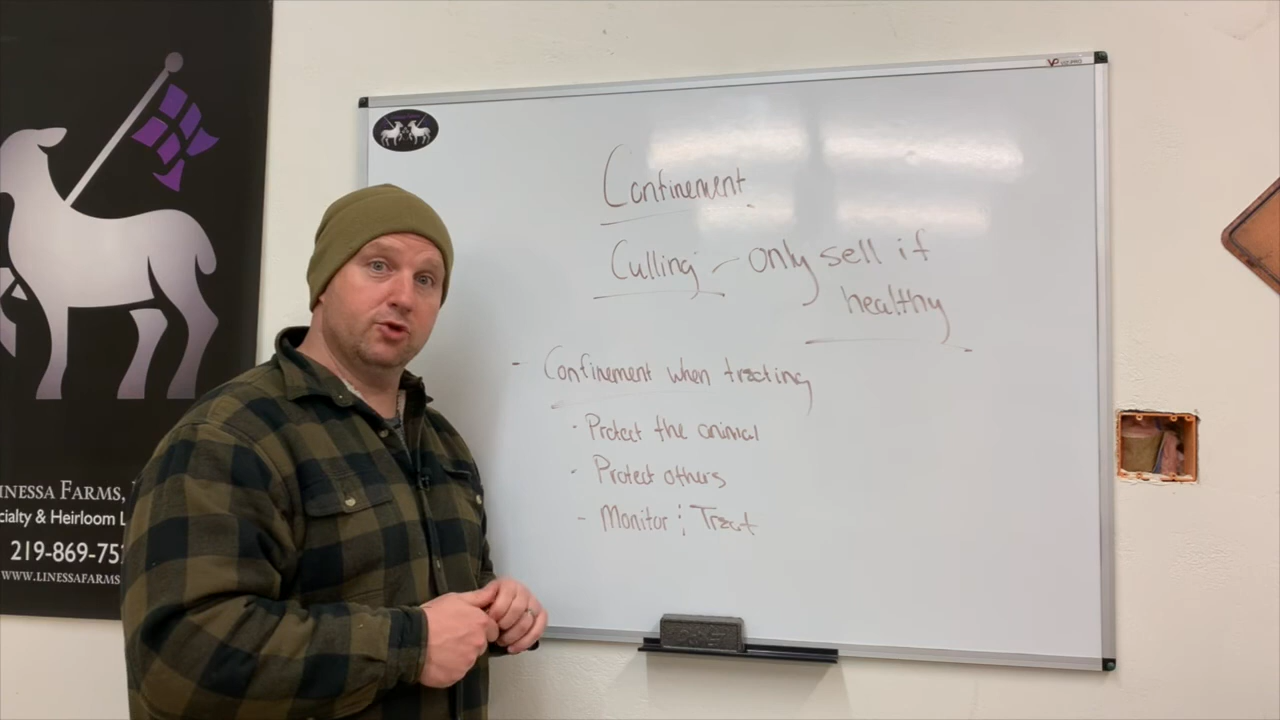 Confinement
Culling - only sell if
healthy
- Confinement when treating
- Protect the animal
- Protect others
- Monitor & Treat
INESSA FARMS,
cialty & Heirloom L
219-869-75
WWW.LINESSAFARMS